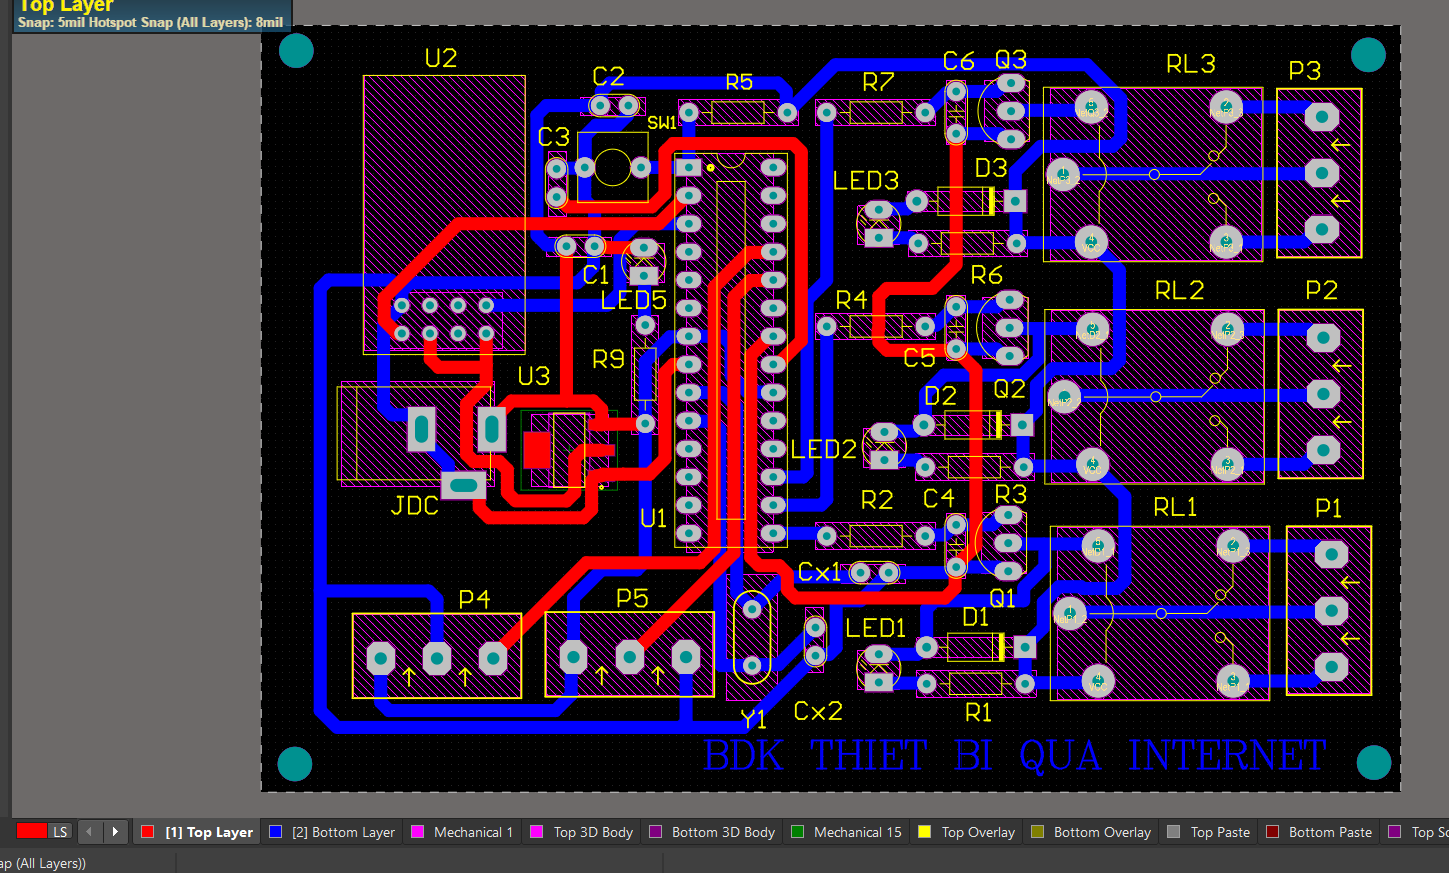 Top Layer
Snap: 5mil Hotspot Snap (All Layers): 8mil
U2
C2
R5
R7
C6
Q3
RL3
P3
SW1
C3
LED3
D3
C1
LED5
R6
R4
RL2
P2
R9
U3
C5
D2
Q2
LED2
JDC
U1
R2
C4
R3
RL1
P1
Cx1
P4
P5
Q1
LED1
D1
Y1
Cx2
R1
VCC
VCC
VCC
BDK THIET BI QUA INTERNET
LS
[1] Top Layer
[2] Bottom Layer
Mechanical 1
Top 3D Body
Bottom 3D Body
Mechanical 15
Top Overlay
Bottom Overlay
Top Paste
Bottom Paste
Top So
ap (All Layers))